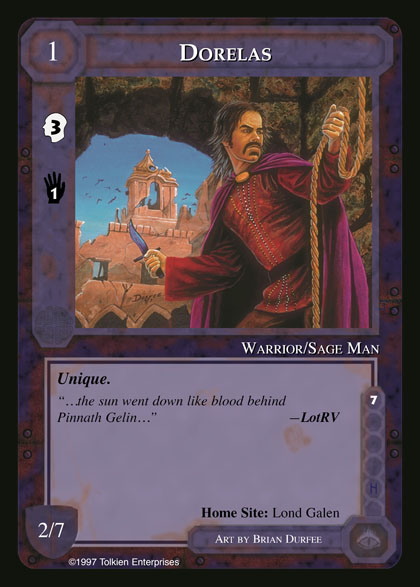 1
DORELAS
3
1
Durfee
WARRIOR/SAGE MAN
Unique.
“…the sun went down like blood behind
Pinnath Gelin…” –LotRV
7
H
Home Site: Lond Galen
2/7
ART BY BRIAN DURFEE
©1997 Tolkien Enterprises